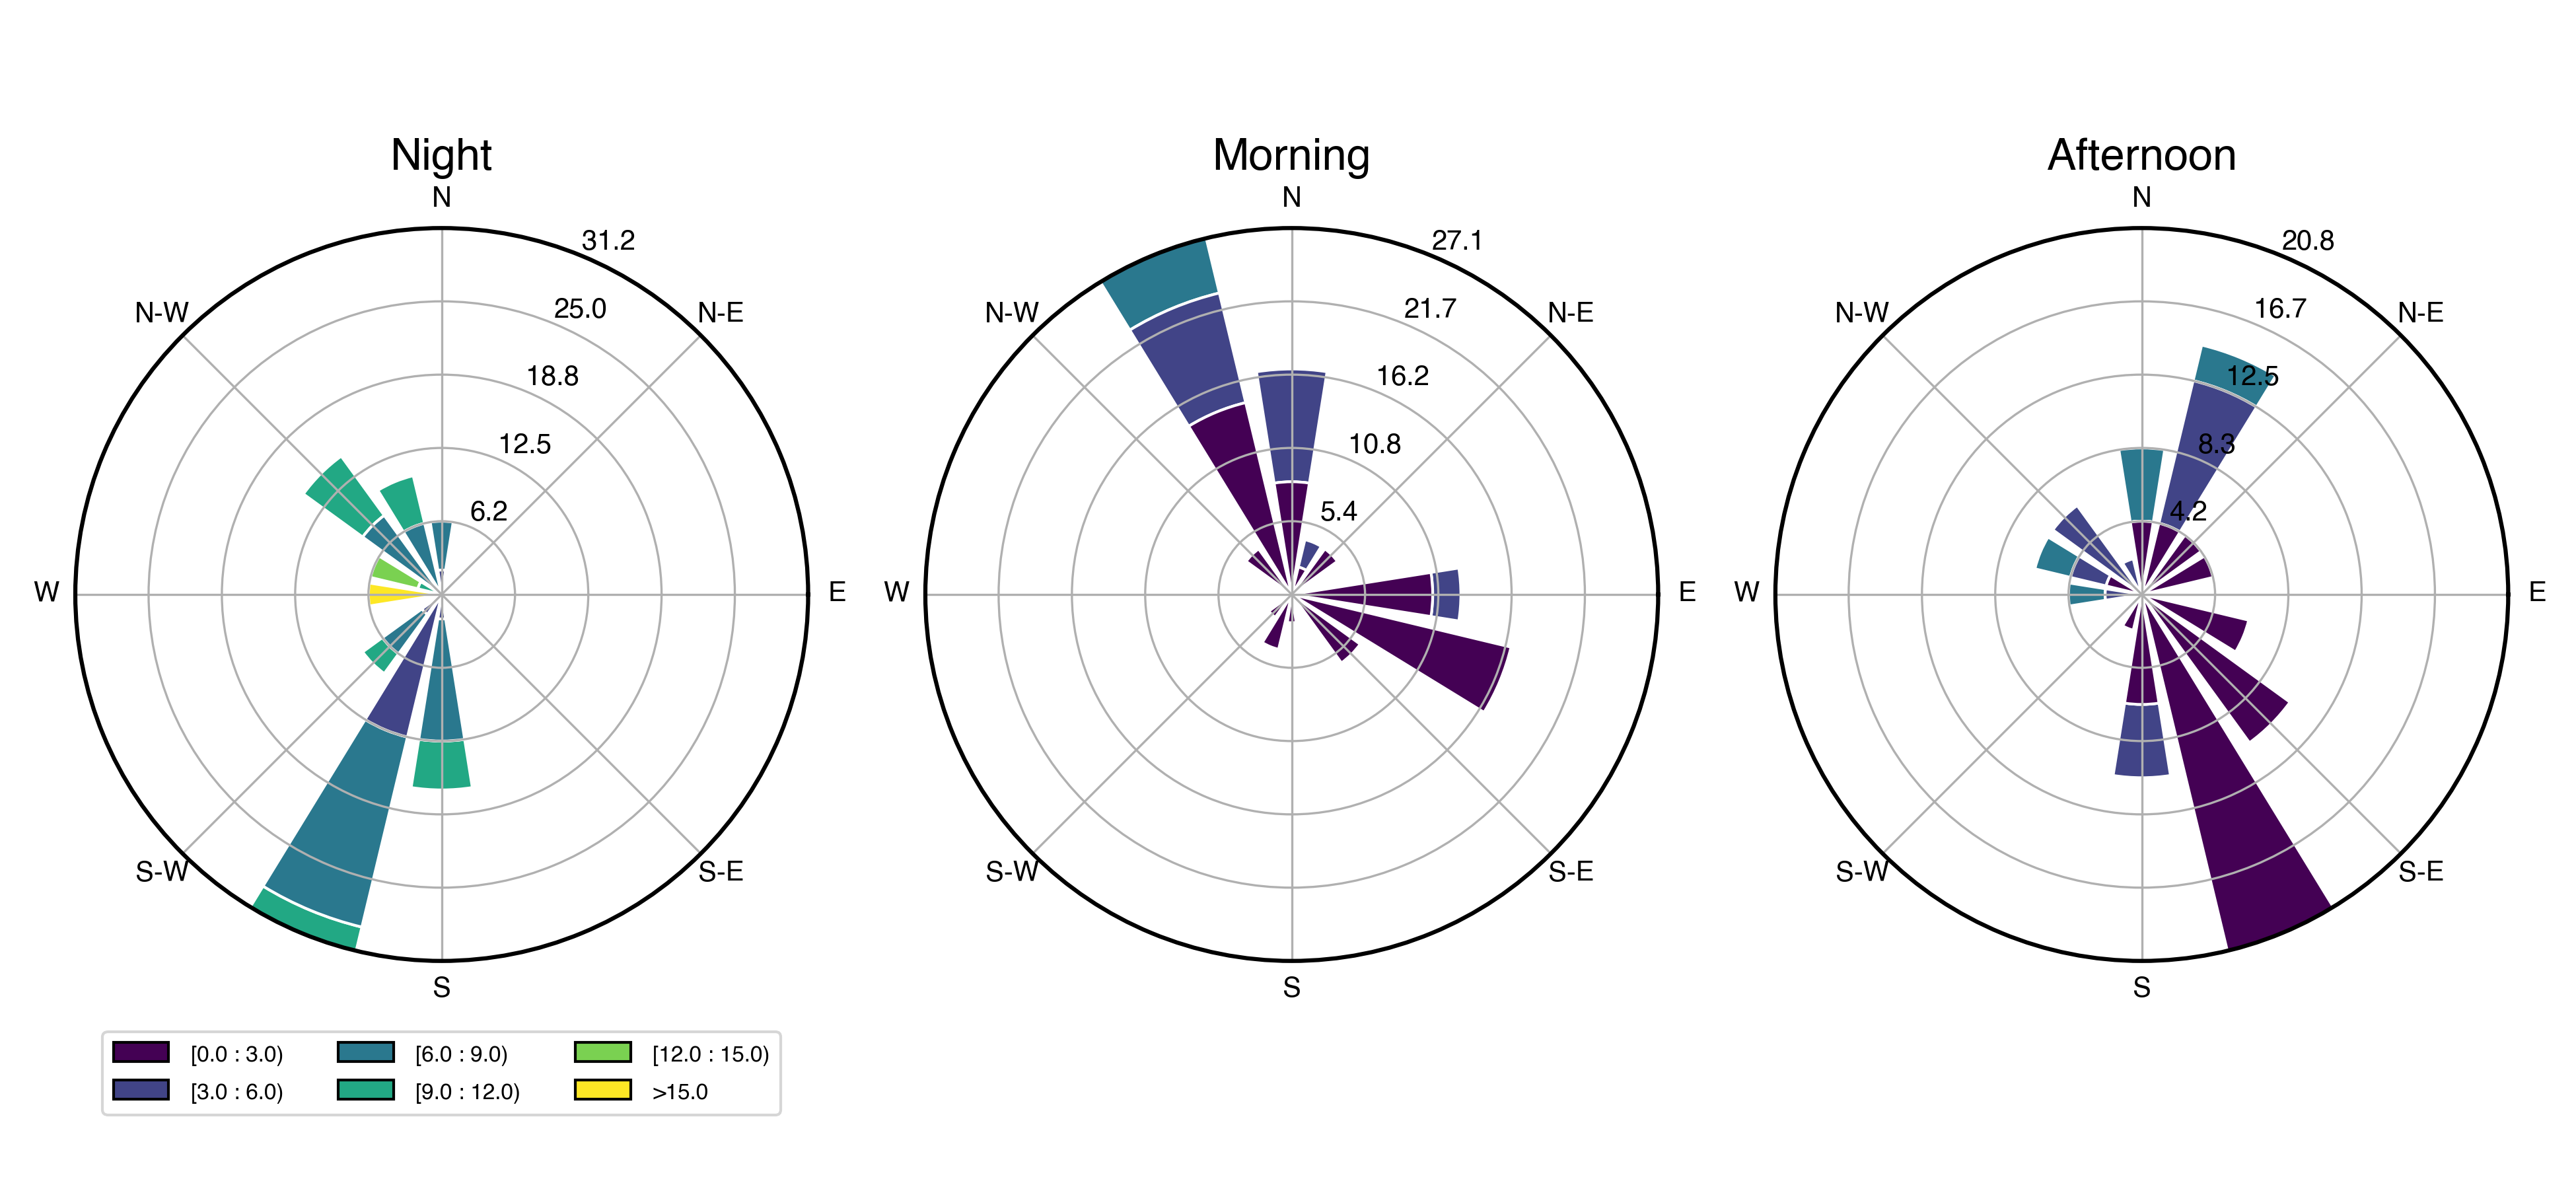 Night
N
31.2
N-W
N-E
25.0
18.8
12.5
6.2
W
E
S-W
S-E
S
Morning
N
27.1
N-W
N-E
21.7
16.2
10.8
5.4
W
E
S-W
S-E
S
Afternoon
N
20.8
N-W
N-E
16.7
12.5
8.3
4.2
W
E
S-W
S-E
S
[0.0 : 3.0)
[3.0 : 6.0)
[6.0 : 9.0)
[9.0 : 12.0)
[12.0 : 15.0)
>15.0